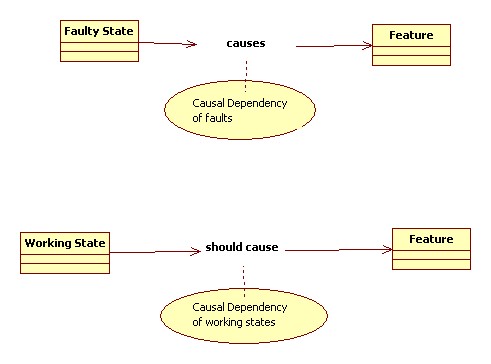 Faulty State
causes
Feature
Causal Dependency
of faults
Working State
should cause
Feature
Causal Dependency
of working states